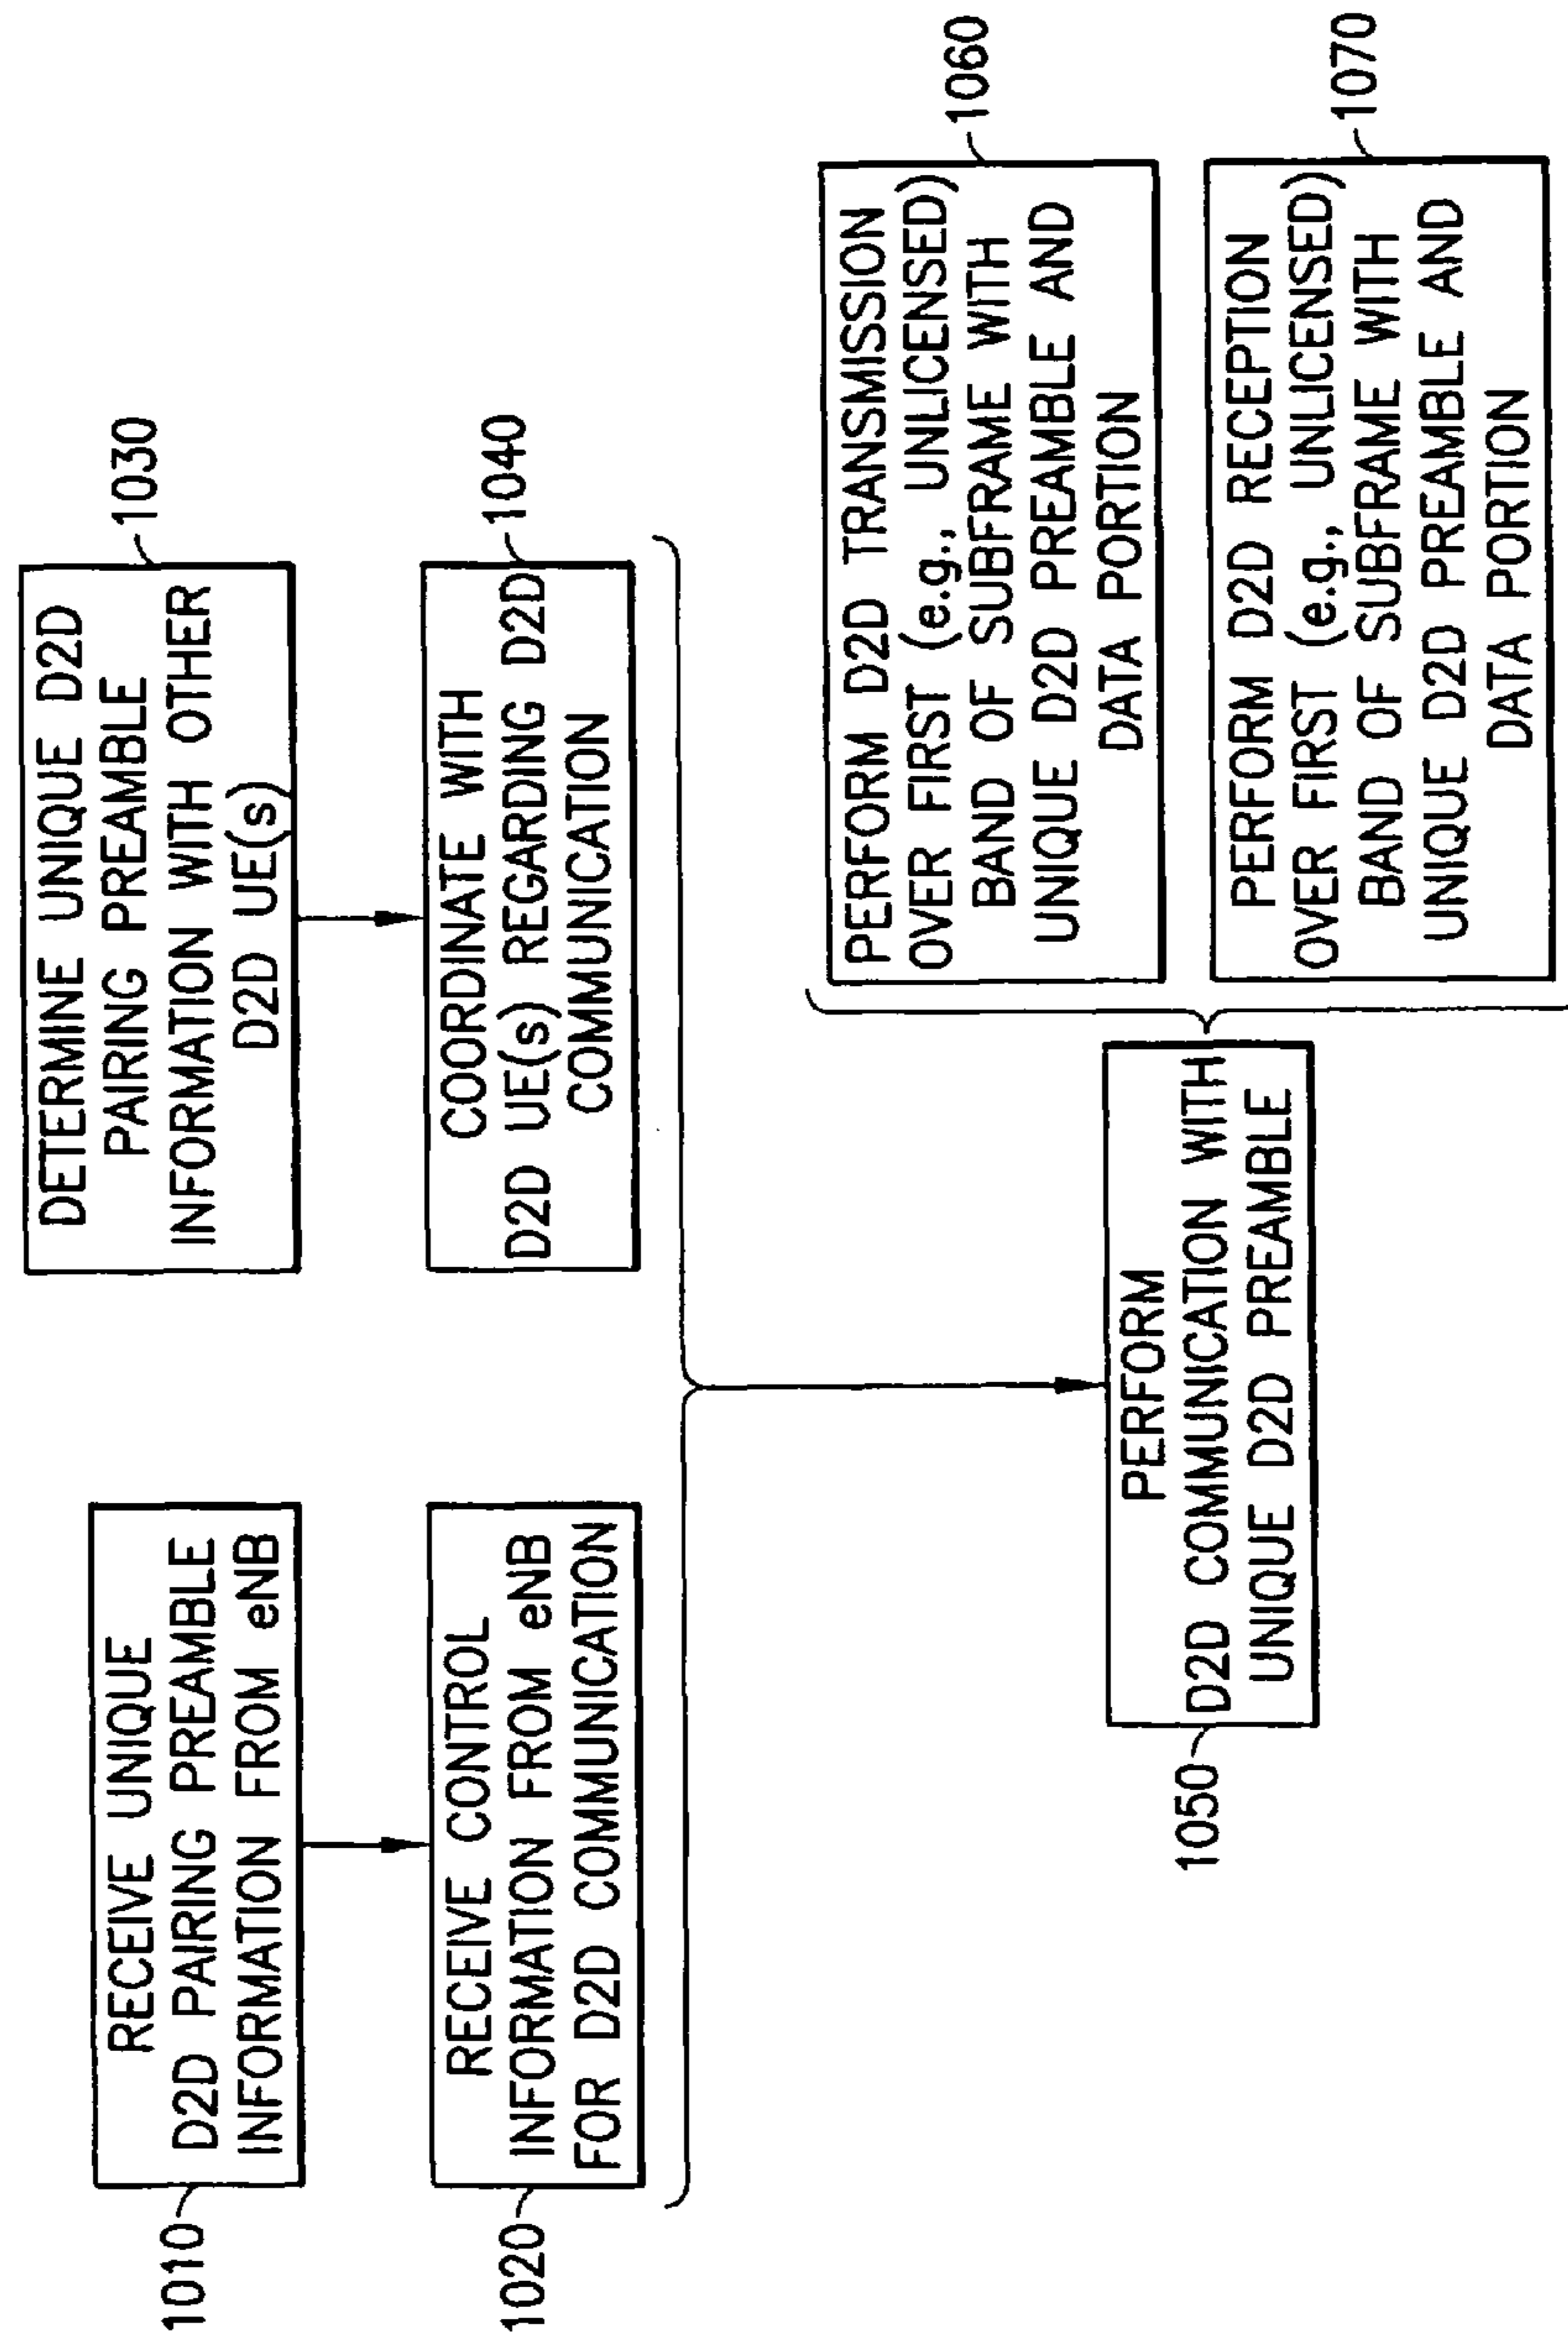 1010
RECEIVE UNIQUE
D2D PAIRING PREAMBLE
INFORMATION FROM eNB
1020
RECEIVE CONTROL
INFORMATION FROM eNB
FOR D2D COMMUNICATION
DETERMINE UNIQUE D2D
PAIRING PREAMBLE
INFORMATION WITH OTHER
D2D UE(s)
1030
COORDINATE WITH
D2D UE(s) REGARDING D2D
COMMUNICATION
1040
1050
PERFORM
D2D COMMUNICATION WITH
UNIQUE D2D PREAMBLE
PERFORM D2D TRANSMISSION
OVER FIRST (e.g., UNLICENSED)
BAND OF SUBFRAME WITH
UNIQUE D2D PREAMBLE AND
DATA PORTION
1060
PERFORM D2D RECEPTION
OVER FIRST (e.g., UNLICENSED)
BAND OF SUBFRAME WITH
UNIQUE D2D PREAMBLE AND
DATA PORTION
1070